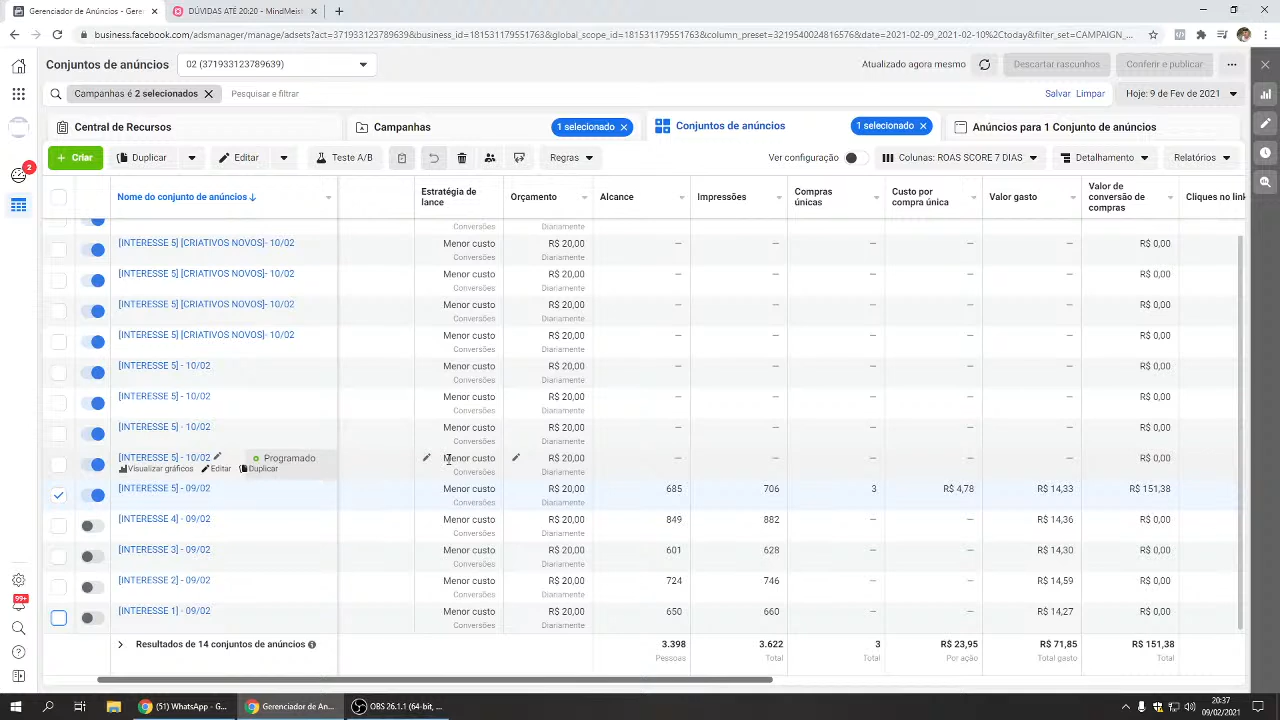 Gerenciador de Anúncios - Geren
DÚVIDAS ATÉ 20:20 - MindMeist
business.facebook.com/adsmanager/manage/adsets?act=371933123789639&business_id=181531179551763&global_scope_id=181531179551763&column_preset=3219540024816576&date=2021-02-09_2021-02-10%2Ctoday&filter_set=CAMPAIGN_...
Conjuntos de anúncios
02 (371933123789639)
Atualizado agora mesmo
Descartar rascunhos
Conferir e publicar
Campanhas é 2 selecionados
Pesquisar e filtrar
Salvar Limpar
Hoje: 9 de Fev de 2021
Central de Recursos
Campanhas
1 selecionado
Conjuntos de anúncios
1 selecionado
Anúncios para 1 Conjunto de anúncios
2
+ Criar
Duplicar
Editar
Teste A/B
Regras
Ver configuração
Colunas: ROAS SCORE 7 DIAS
Detalhamento
Relatórios
Nome do conjunto de anúncios
Estratégia de lance
Orçamento
Alcance
Impressões
Compras únicas
Custo por compra única
Valor gasto
Valor de conversão de compras
Cliques no link
Conversões Diariamente
[INTERESSE 5] [CRIATIVOS NOVOS]- 10/02 Menor custo R$ 20,00 — — — — — R$ 0,00
Conversões Diariamente
[INTERESSE 5] [CRIATIVOS NOVOS]- 10/02 Menor custo R$ 20,00 — — — — — R$ 0,00
Conversões Diariamente
[INTERESSE 5] [CRIATIVOS NOVOS]- 10/02 Menor custo R$ 20,00 — — — — — R$ 0,00
Conversões Diariamente
[INTERESSE 5] [CRIATIVOS NOVOS]- 10/02 Menor custo R$ 20,00 — — — — — R$ 0,00
Conversões Diariamente
[INTERESSE 5] - 10/02 Menor custo R$ 20,00 — — — — — R$ 0,00
Conversões Diariamente
[INTERESSE 5] - 10/02 Menor custo R$ 20,00 — — — — — R$ 0,00
Conversões Diariamente
[INTERESSE 5] - 10/02 Menor custo R$ 20,00 — — — — — R$ 0,00
Conversões Diariamente
[INTERESSE 5] - 10/02 Programado Menor custo R$ 20,00 — — — — — R$ 0,00
Visualizar gráficos Editar Duplicar Conversões Diariamente
[INTERESSE 5] - 09/02 Menor custo R$ 20,00 685 706 3 R$ 4,78 R$ 14,33 R$ 151,38
Conversões Diariamente
[INTERESSE 4] - 09/02 Menor custo R$ 20,00 849 882 — — R$ 14,36 R$ 0,00
Conversões Diariamente
[INTERESSE 3] - 09/02 Menor custo R$ 20,00 601 628 — — R$ 14,30 R$ 0,00
Conversões Diariamente
[INTERESSE 2] - 09/02 Menor custo R$ 20,00 724 746 — — R$ 14,59 R$ 0,00
Conversões Diariamente
[INTERESSE 1] - 09/02 Menor custo R$ 20,00 650 660 — — R$ 14,27 R$ 0,00
Conversões Diariamente
99+
Resultados de 14 conjuntos de anúncios 3.398 3.622 3 R$ 23,95 R$ 71,85 R$ 151,38
Pessoas Total Total Por ação Total gasto Total
(51) WhatsApp - G...
Gerenciador de An...
OBS 26.1.1 (64-bit, ...
20:37
09/02/2021